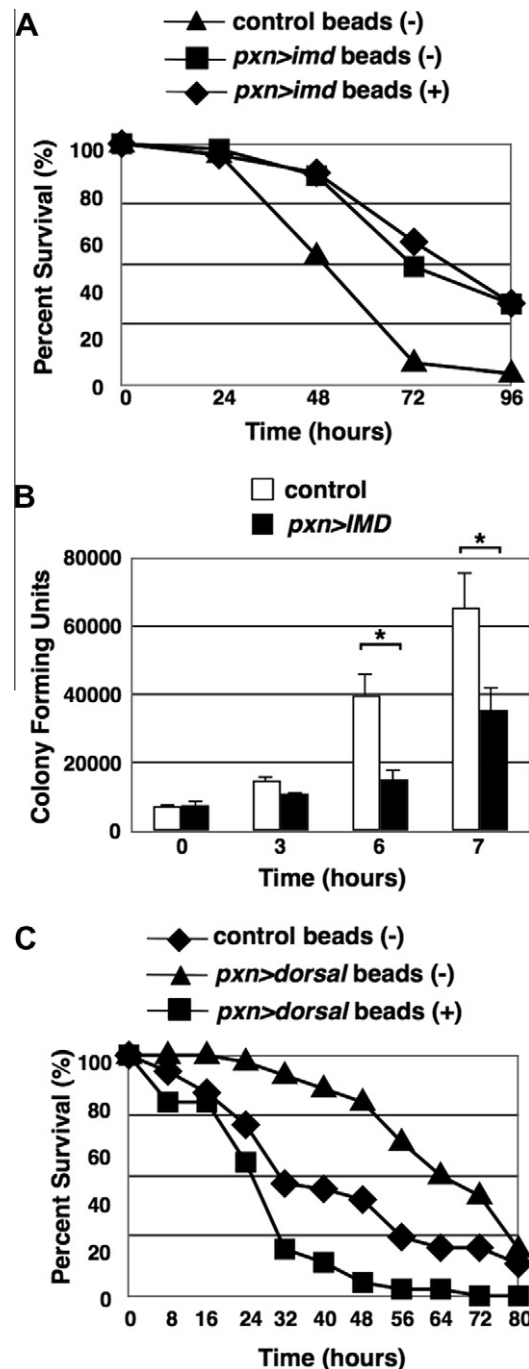 A
control beads (-)
pxn>imd beads (-)
pxn>imd beads (+)
Percent Survival (%)
100
80
60
40
20
0
0 24 48 72 96
Time (hours)
B
control
pxn>IMD
Colony Forming Units
80000
60000
40000
20000
0
*
*
0 3 6 7
Time (hours)
C
control beads (-)
pxn>dorsal beads (-)
pxn>dorsal beads (+)
Percent Survival (%)
100
80
60
40
20
0
0 8 16 24 32 40 48 56 64 72 80
Time (hours)